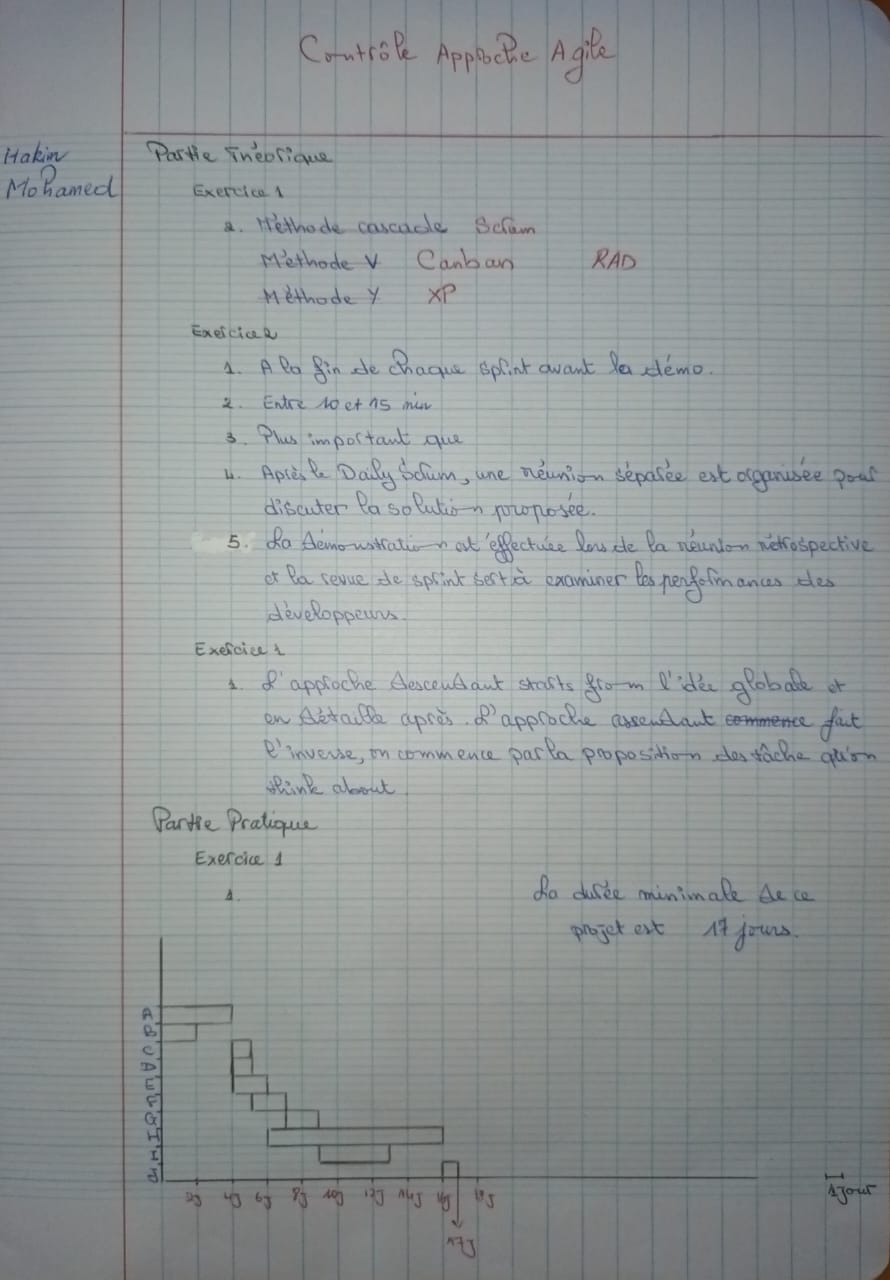 Contrôle Approche Agile
Hakim
Mohamed
Partie Théorique
Exercice 1
2. Méthode cascade Scrum
Méthode V Canban RAD
Méthode Y XP
Exercice 2
1. A la fin de chaque sprint avant la démo.
2. Entre 10 et 15 min
3. Plus important que
4. Après le Daily Scrum, une réunion séparée est organisée pour
discuter la solution proposée.
5. La démonstration est effectuée lors de la réunion rétrospective
et la revue de sprint sert à examiner les performances des
développeurs.
Exercice 1
1. L'approche descendant starts from l'idée globale et
en détaille après. L'approche assendant commence fait
l'inverse, on commence par la proposition des tâche qu'on
think about.
Partie Pratique
Exercice 1
1.
La durée minimale de ce
projet est 17 jours.
A
B
C
D
E
F
G
I
H
2J 4J 6J 8J 10J 12J 14J 16J 18J
17J
1 Jour